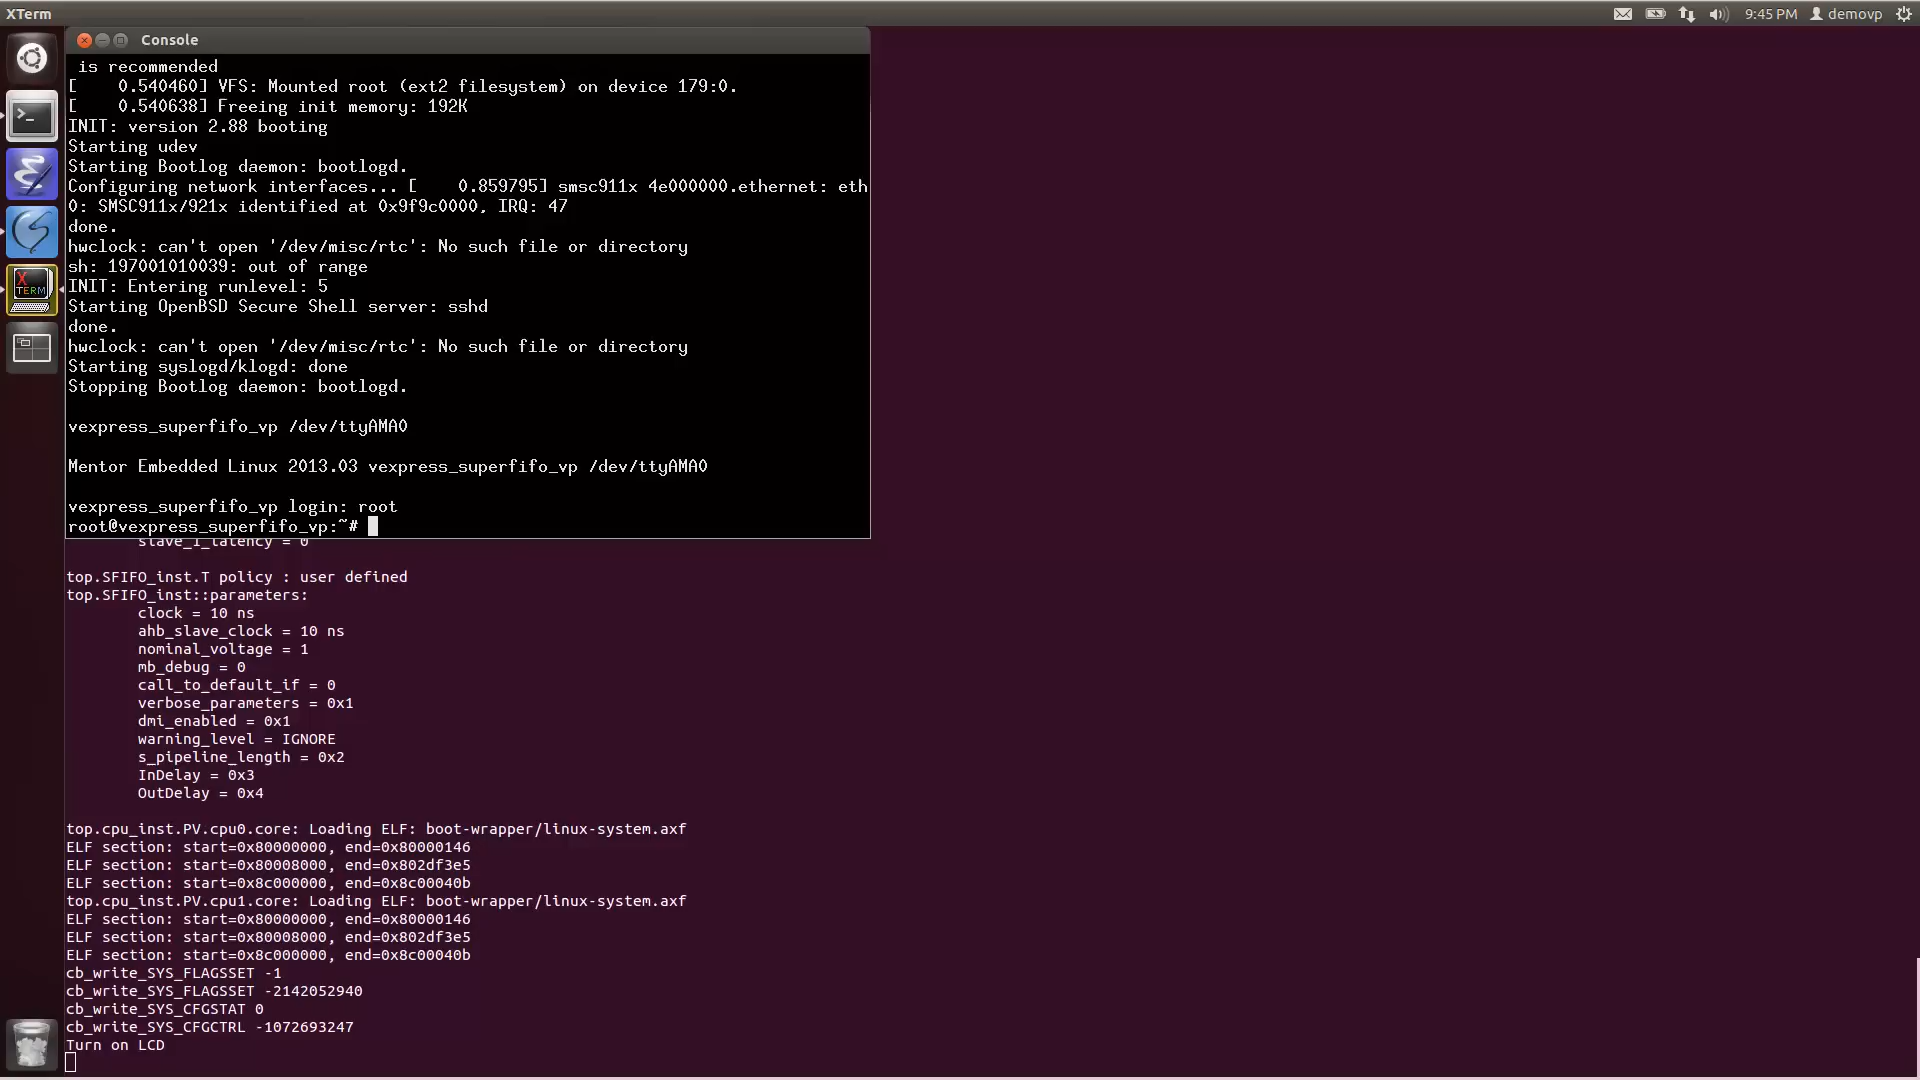 XTerm
9:45 PM demovp
Console
is recommended
[    0.540460] VFS: Mounted root (ext2 filesystem) on device 179:0.
[    0.540638] Freeing init memory: 192K
INIT: version 2.88 booting
Starting udev
Starting Bootlog daemon: bootlogd.
Configuring network interfaces... [    0.859795] smsc911x 4e000000.ethernet: eth
0: SMSC911x/921x identified at 0x9f9c0000, IRQ: 47
done.
hwclock: can't open '/dev/misc/rtc': No such file or directory
sh: 197001010039: out of range
INIT: Entering runlevel: 5
Starting OpenBSD Secure Shell server: sshd
done.
hwclock: can't open '/dev/misc/rtc': No such file or directory
Starting syslogd/klogd: done
Stopping Bootlog daemon: bootlogd.
vexpress_superfifo_vp /dev/ttyAMA0
Mentor Embedded Linux 2013.03 vexpress_superfifo_vp /dev/ttyAMA0
vexpress_superfifo_vp login: root
root@vexpress_superfifo_vp:~#
slave_1_latency = 0
top.SFIFO_inst.T policy : user defined
top.SFIFO_inst::parameters:
clock = 10 ns
ahb_slave_clock = 10 ns
nominal_voltage = 1
mb_debug = 0
call_to_default_if = 0
verbose_parameters = 0x1
dmi_enabled = 0x1
warning_level = IGNORE
s_pipeline_length = 0x2
InDelay = 0x3
OutDelay = 0x4
top.cpu_inst.PV.cpu0.core: Loading ELF: boot-wrapper/linux-system.axf
ELF section: start=0x80000000, end=0x80000146
ELF section: start=0x80008000, end=0x802df3e5
ELF section: start=0x8c000000, end=0x8c00040b
top.cpu_inst.PV.cpu1.core: Loading ELF: boot-wrapper/linux-system.axf
ELF section: start=0x80000000, end=0x80000146
ELF section: start=0x80008000, end=0x802df3e5
ELF section: start=0x8c000000, end=0x8c00040b
cb_write_SYS_FLAGSSET -1
cb_write_SYS_FLAGSSET -2142052940
cb_write_SYS_CFGSTAT 0
cb_write_SYS_CFGCTRL -1072693247
Turn on LCD
X
TERM